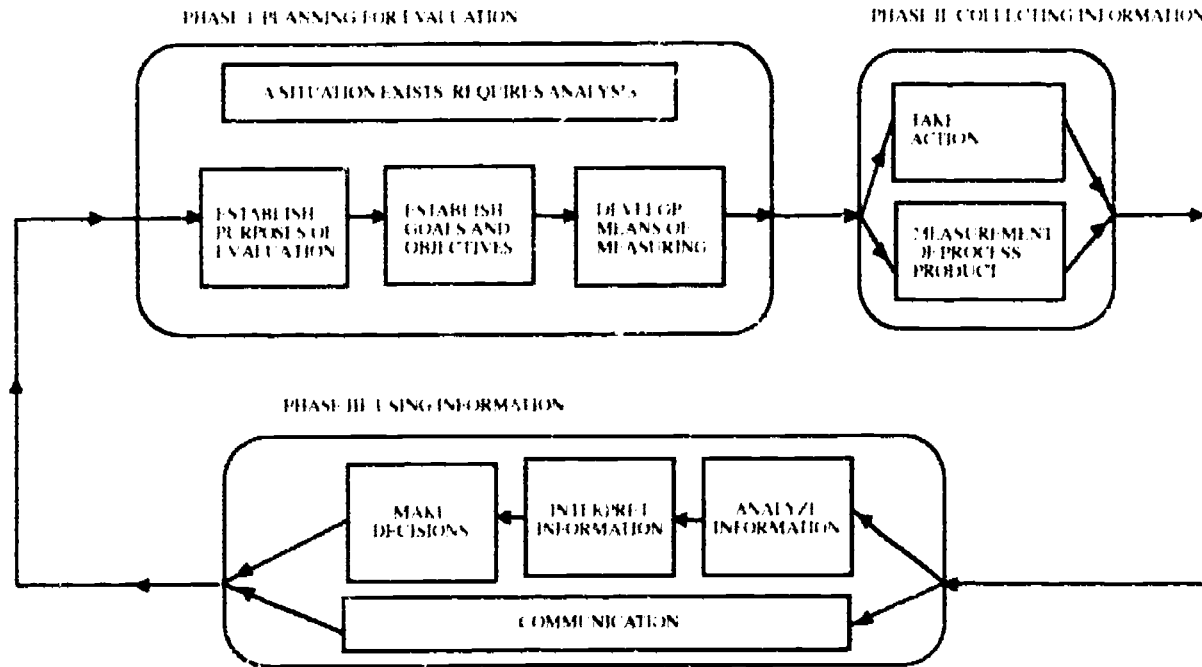 PHASE I PLANNING FOR EVALUATION
PHASE II COLLECTING INFORMATION
A SITUATION EXISTS REQUIRES ANALYSIS
TAKE
ACTION
ESTABLISH
PURPOSES OF
EVALUATION
ESTABLISH
GOALS AND
OBJECTIVES
DEVELOP
MEANS OF
MEASURING
MEASUREMENT
OF PROCESS
PRODUCT
PHASE III USING INFORMATION
MAKE
DECISIONS
INTERPRET
INFORMATION
ANALYZE
INFORMATION
COMMUNICATION